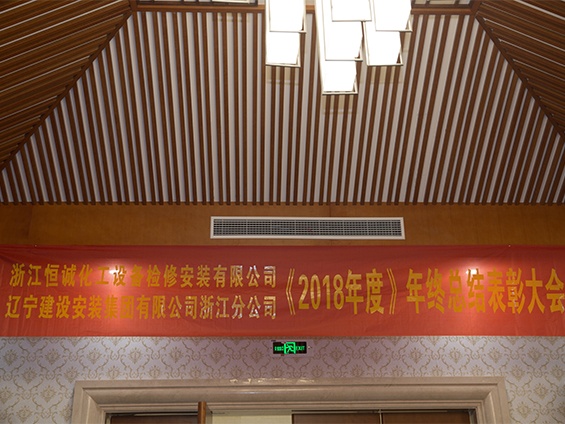 浙江恒诚化工设备检修安装有限公司
辽宁建设安装集团有限公司浙江分公司
《2018年度》年终总结表彰大会
EXIT